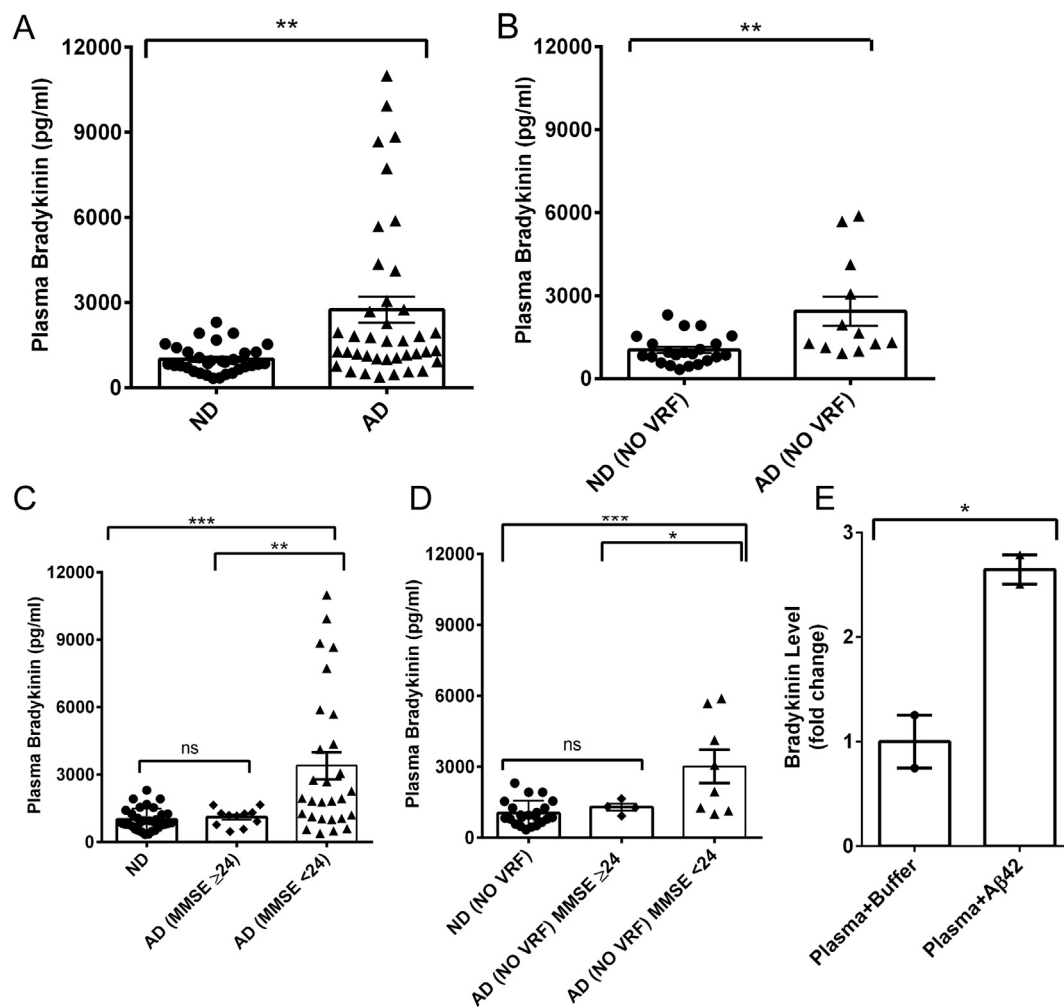 A
**
Plasma Bradykinin (pg/ml)
12000
9000
6000
3000
0
ND
AD
B
**
Plasma Bradykinin (pg/ml)
12000
9000
6000
3000
0
ND (NO VRF)
AD (NO VRF)
C
***
**
ns
Plasma Bradykinin (pg/ml)
12000
9000
6000
3000
0
ND
AD (MMSE ≥24)
AD (MMSE <24)
D
***
*
ns
Plasma Bradykinin (pg/ml)
12000
9000
6000
3000
0
ND (NO VRF)
AD (NO VRF) MMSE ≥24
AD (NO VRF) MMSE <24
E
*
Bradykinin Level
(fold change)
3
2
1
0
Plasma+Buffer
Plasma+Aβ42